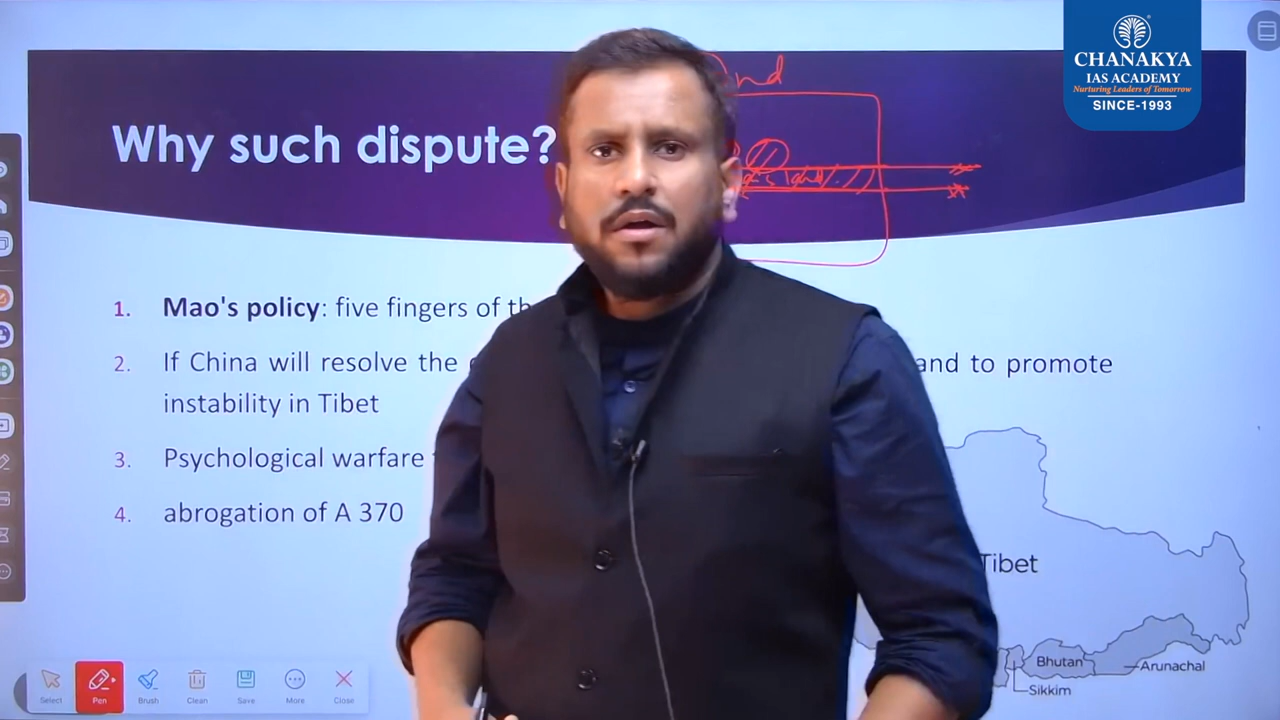 CHANAKYA
IAS ACADEMY
Nurturing Leaders of Tomorrow
SINCE-1993
nd
Why such dispute?
1. Mao's policy: five fingers of th
2. If China will resolve the and to promote
instability in Tibet
3. Psychological warfare
4. abrogation of A 370
Tibet
Bhutan
Arunachal
Sikkim
Select Pen Brush Clean Save More Close